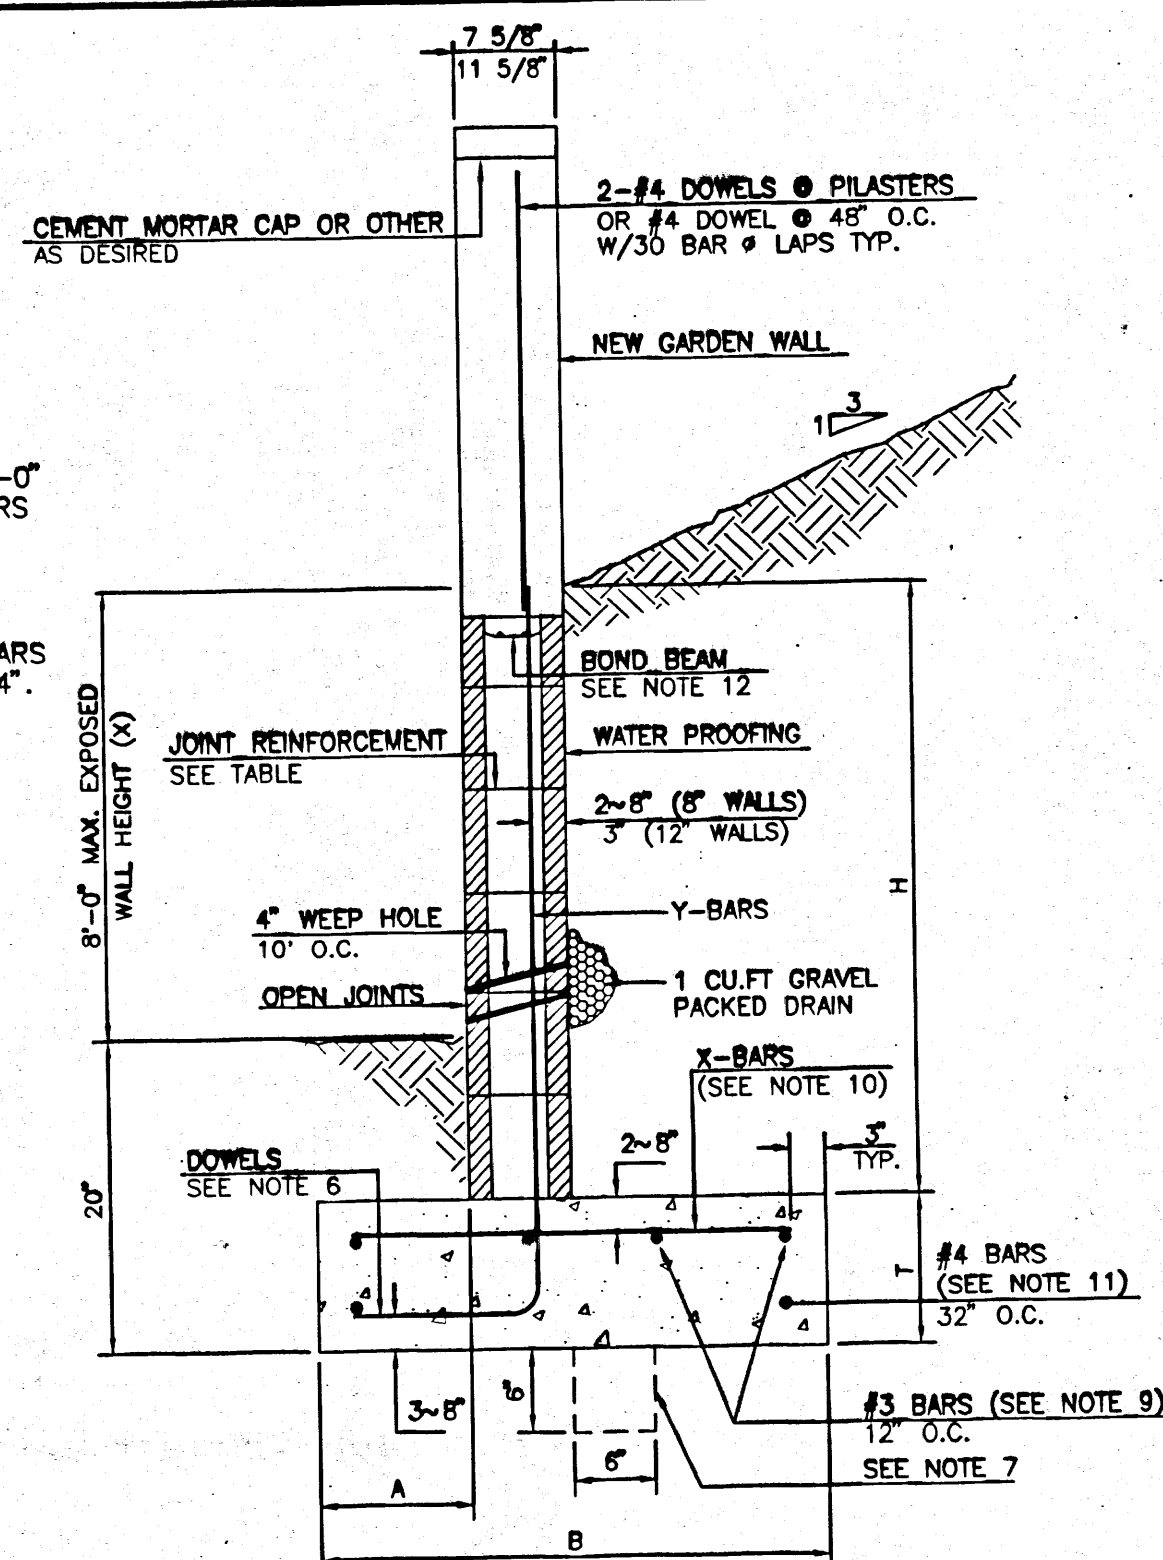 7 5/8"
11 5/8"
CEMENT MORTAR CAP OR OTHER
AS DESIRED
2-#4 DOWELS @ PILASTERS
OR #4 DOWEL @ 48" O.C.
W/30 BAR ø LAPS TYP.
NEW GARDEN WALL
3
1
-0"
RS
ARS
4".
8'-0" MAX. EXPOSED
WALL HEIGHT (X)
BOND BEAM
SEE NOTE 12
JOINT REINFORCEMENT
SEE TABLE
WATER PROOFING
2~8" (8" WALLS)
3" (12" WALLS)
H
4" WEEP HOLE
10' O.C.
Y-BARS
OPEN JOINTS
1 CU.FT GRAVEL
PACKED DRAIN
X-BARS
(SEE NOTE 10)
2~8"
3"
TYP.
DOWELS
SEE NOTE 6
20"
T
#4 BARS
(SEE NOTE 11)
32" O.C.
3~8"
6"
6"
#3 BARS (SEE NOTE 9)
12" O.C.
SEE NOTE 7
A
B